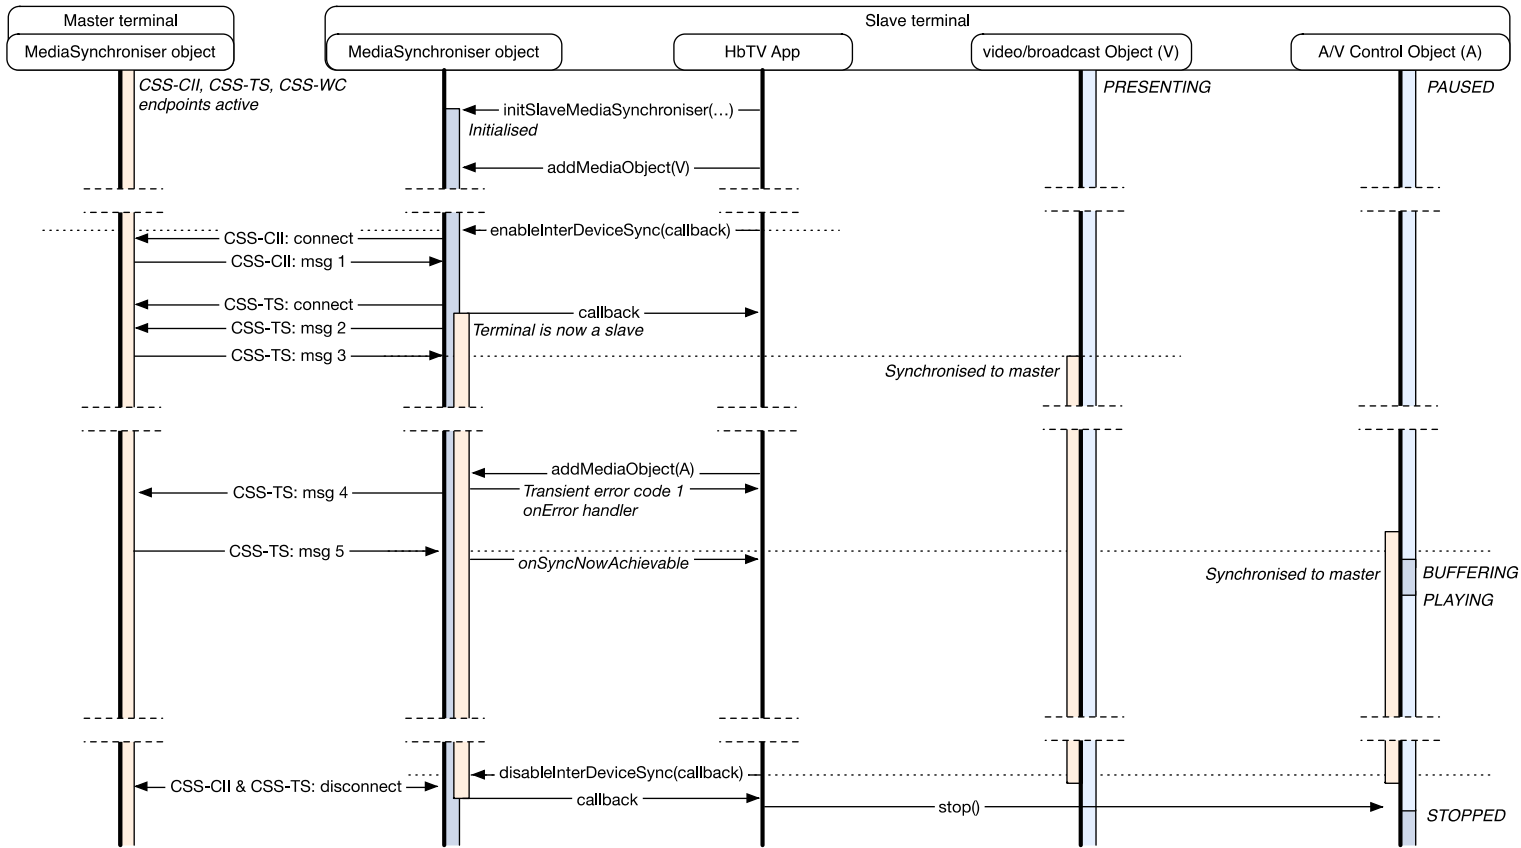 Master terminal
Slave terminal
MediaSynchroniser object
MediaSynchroniser object
HbTV App
video/broadcast Object (V)
A/V Control Object (A)
CSS-CII, CSS-TS, CSS-WC
endpoints active
PRESENTING
PAUSED
initSlaveMediaSynchroniser(…)
Initialised
addMediaObject(V)
enableInterDeviceSync(callback)
CSS-CII: connect
CSS-CII: msg 1
CSS-TS: connect
callback
CSS-TS: msg 2
Terminal is now a slave
CSS-TS: msg 3
Synchronised to master
addMediaObject(A)
CSS-TS: msg 4
Transient error code 1
onError handler
CSS-TS: msg 5
onSyncNowAchievable
Synchronised to master
BUFFERING
PLAYING
disableInterDeviceSync(callback)
CSS-CII & CSS-TS: disconnect
callback
stop()
STOPPED